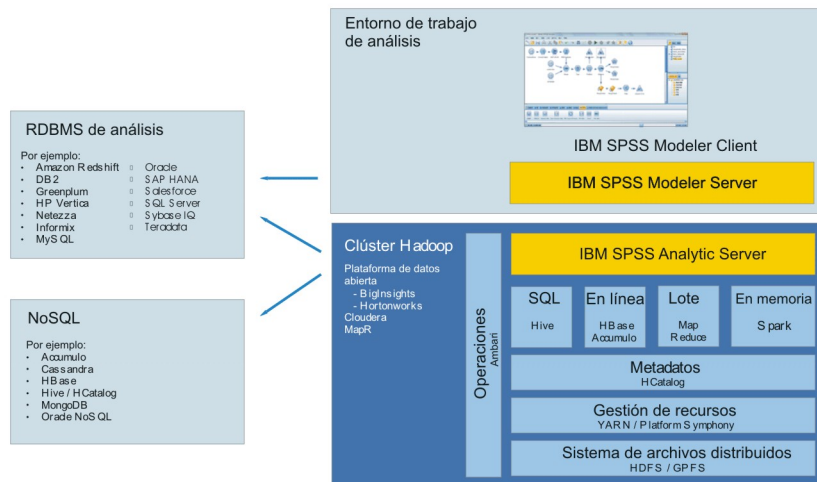 Entorno de trabajo
de análisis
IBM SPSS Modeler Client
IBM SPSS Modeler Server
RDBMS de análisis
Por ejemplo:
• Amazon Redshift
• DB2
• Greenplum
• HP Vertica
• Netezza
• Informix
• MySQL
▯ Oracle
▯ SAP HANA
▯ Salesforce
▯ SQL Server
▯ Sybase IQ
▯ Teradata
NoSQL
Por ejemplo:
• Accumulo
• Cassandra
• HBase
• Hive / HCatalog
• MongoDB
• Oracle NoSQL
Clúster Hadoop
Plataforma de datos
abierta
- BigInsights
- Hortonworks
Cloudera
MapR
Operaciones
Ambari
IBM SPSS Analytic Server
SQL
Hive
En línea
HBase
Accumulo
Lote
Map
Reduce
En memoria
Spark
Metadatos
HCatalog
Gestión de recursos
YARN / Platform Symphony
Sistema de archivos distribuidos
HDFS / GPFS